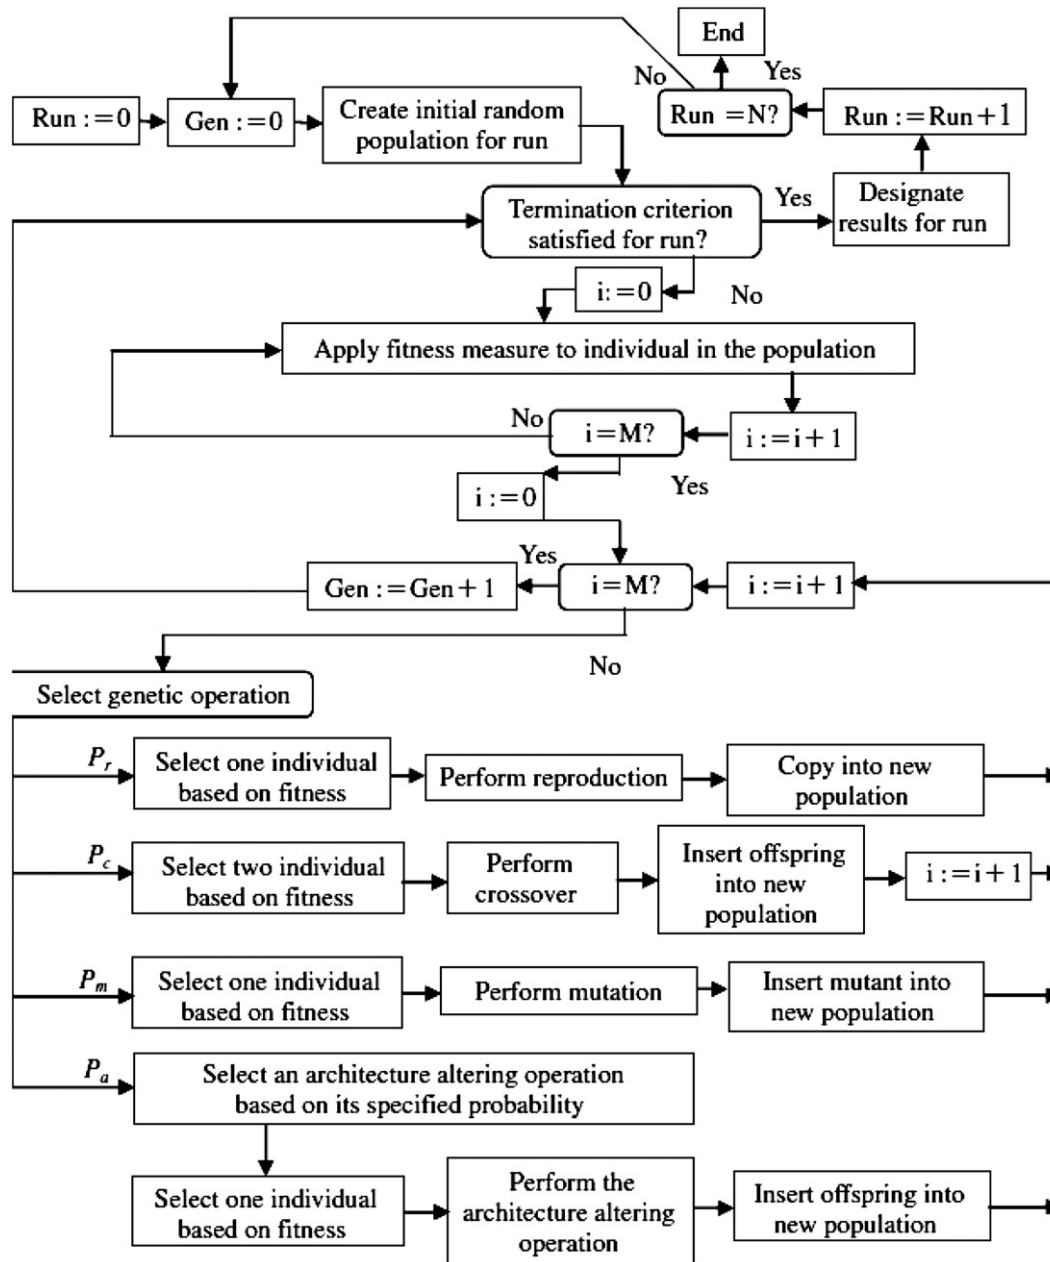 End
No
Yes
Run :=0
Gen :=0
Create initial random
population for run
Run =N?
Run :=Run+1
Termination criterion
satisfied for run?
Yes
Designate
results for run
i:=0
No
Apply fitness measure to individual in the population
No
i=M?
i :=i+1
i :=0
Yes
Yes
Gen :=Gen+1
i=M?
i :=i+1
No
Select genetic operation
Pr
Select one individual
based on fitness
Perform reproduction
Copy into new
population
Pc
Select two individual
based on fitness
Perform
crossover
Insert offspring
into new
population
i :=i+1
Pm
Select one individual
based on fitness
Perform mutation
Insert mutant into
new population
Pa
Select an architecture altering operation
based on its specified probability
Select one individual
based on fitness
Perform the
architecture altering
operation
Insert offspring into
new population